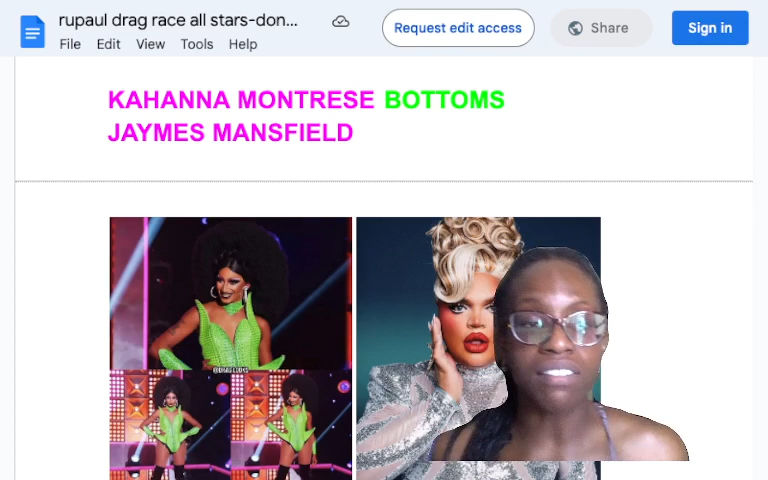 rupaul drag race all stars-don...
Request edit access
Share
Sign in
File Edit View Tools Help
KAHANNA MONTRESE BOTTOMS
JAYMES MANSFIELD